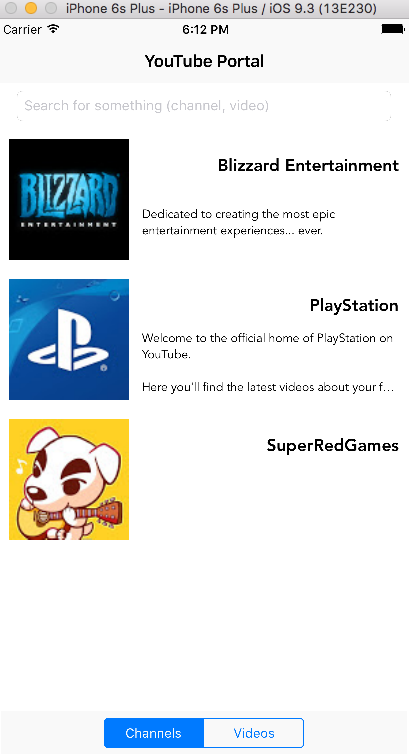 iPhone 6s Plus - iPhone 6s Plus / iOS 9.3 (13E230)
Carrier 6:12 PM
YouTube Portal
Search for something (channel, video)
BLIZZARD
ENTERTAINMENT
Blizzard Entertainment
Dedicated to creating the most epic
entertainment experiences... ever.
PlayStation
Welcome to the official home of PlayStation on
YouTube.
Here you'll find the latest videos about your f…
SuperRedGames
Channels Videos